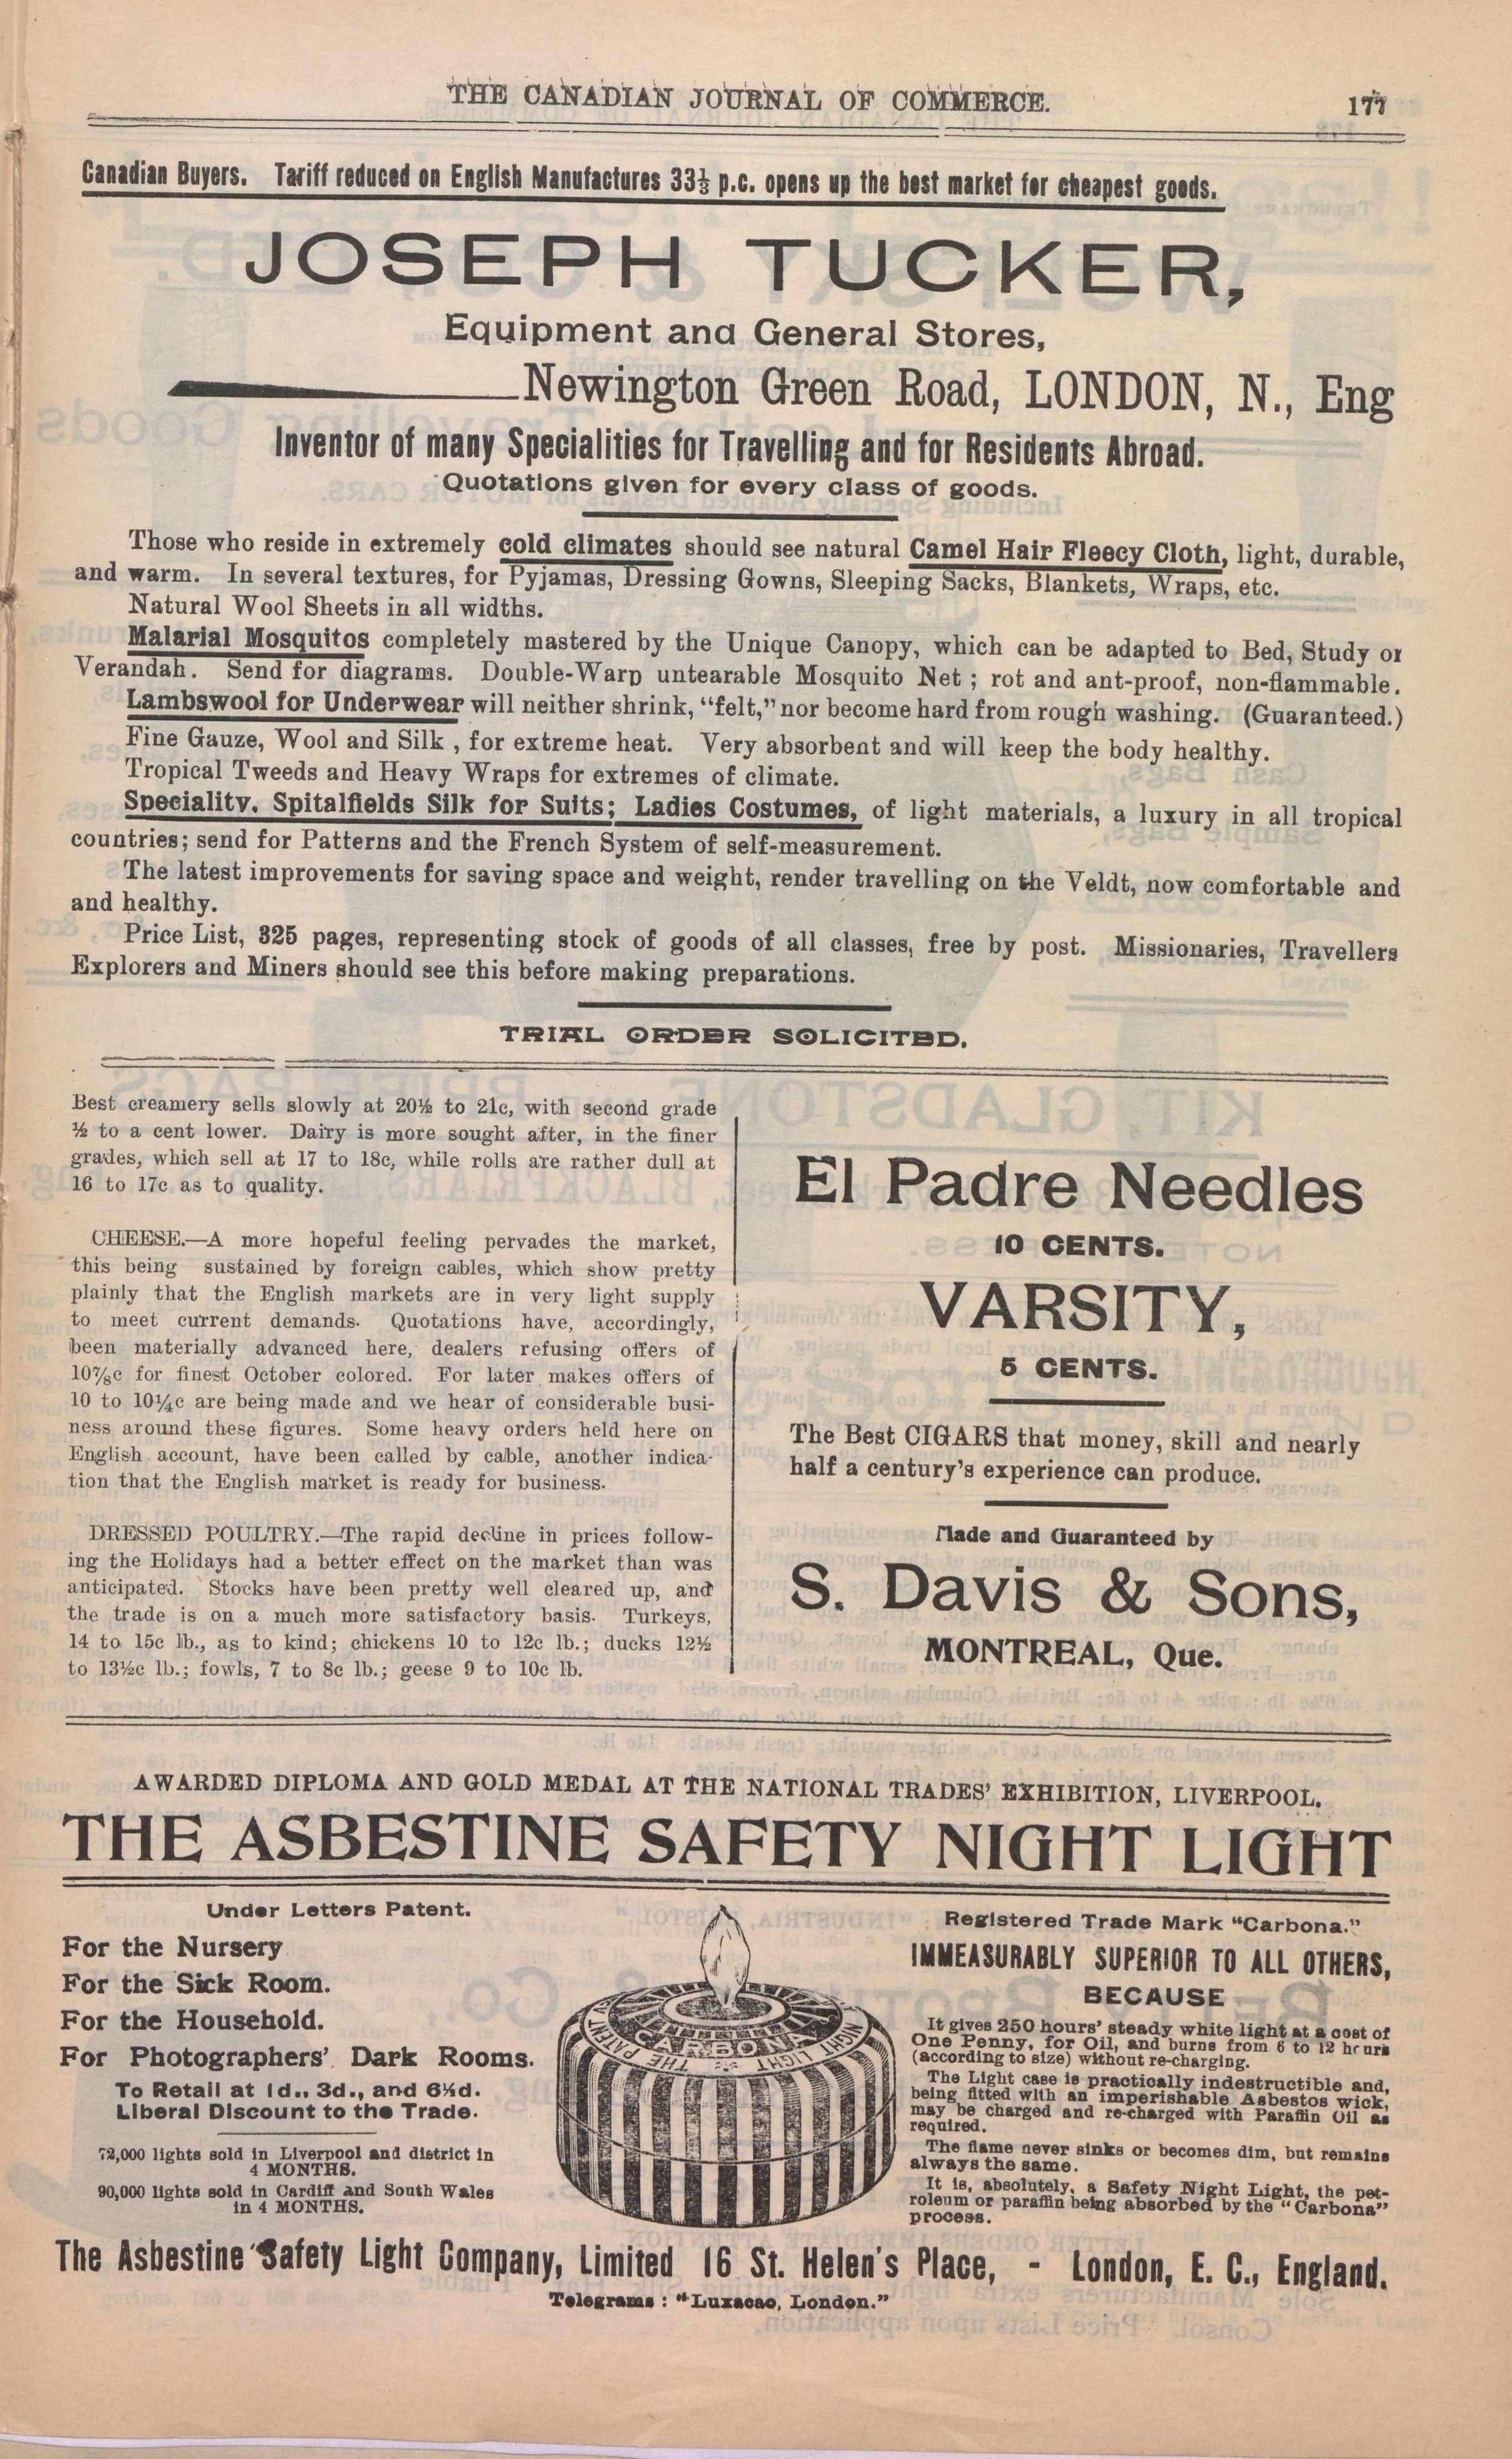 THE CANADIAN JOURNAL OF COMMERCE. 177
Canadian Buyers. Tariff reduced on English Manufactures 33⅓ p.c. opens up the best market for cheapest goods.
JOSEPH TUCKER,
Equipment and General Stores,
Newington Green Road, LONDON, N., Eng
Inventor of many Specialities for Travelling and for Residents Abroad.
Quotations given for every class of goods.
Those who reside in extremely cold climates should see natural Camel Hair Fleecy Cloth, light, durable,
and warm. In several textures, for Pyjamas, Dressing Gowns, Sleeping Sacks, Blankets, Wraps, etc.
Natural Wool Sheets in all widths.
Malarial Mosquitos completely mastered by the Unique Canopy, which can be adapted to Bed, Study or
Verandah. Send for diagrams. Double-Warp untearable Mosquito Net; rot and ant-proof, non-flammable.
Lambswool for Underwear will neither shrink, "felt," nor become hard from rough washing. (Guaranteed.)
Fine Gauze, Wool and Silk, for extreme heat. Very absorbent and will keep the body healthy.
Tropical Tweeds and Heavy Wraps for extremes of climate.
Speciality. Spitalfields Silk for Suits; Ladies Costumes, of light materials, a luxury in all tropical
countries; send for Patterns and the French System of self-measurement.
The latest improvements for saving space and weight, render travelling on the Veldt, now comfortable and
and healthy.
Price List, 325 pages, representing stock of goods of all classes, free by post. Missionaries, Travellers
Explorers and Miners should see this before making preparations.
TRIAL ORDER SOLICITED.
Best creamery sells slowly at 20½ to 21c, with second grade
½ to a cent lower. Dairy is more sought after, in the finer
grades, which sell at 17 to 18c, while rolls are rather dull at
16 to 17c as to quality.
CHEESE.—A more hopeful feeling pervades the market,
this being sustained by foreign cables, which show pretty
plainly that the English markets are in very light supply
to meet current demands. Quotations have, accordingly,
been materially advanced here, dealers refusing offers of
10⅞c for finest October colored. For later makes offers of
10 to 10¼c are being made and we hear of considerable busi-
ness around these figures. Some heavy orders held here on
English account, have been called by cable, another indica-
tion that the English market is ready for business.
DRESSED POULTRY.—The rapid decline in prices follow-
ing the Holidays had a better effect on the market than was
anticipated. Stocks have been pretty well cleared up, and
the trade is on a much more satisfactory basis. Turkeys,
14 to 15c lb., as to kind; chickens 10 to 12c lb.; ducks 12½
to 13½c lb.; fowls, 7 to 8c lb.; geese 9 to 10c lb.
El Padre Needles
10 CENTS.
VARSITY,
5 CENTS.
The Best CIGARS that money, skill and nearly
half a century's experience can produce.
Made and Guaranteed by
S. Davis & Sons,
MONTREAL, Que.
AWARDED DIPLOMA AND GOLD MEDAL AT THE NATIONAL TRADES' EXHIBITION, LIVERPOOL.
THE ASBESTINE SAFETY NIGHT LIGHT
Under Letters Patent.
For the Nursery
For the Sick Room.
For the Household.
For Photographers' Dark Rooms.
To Retail at 1d., 3d., and 6½d.
Liberal Discount to the Trade.
72,000 lights sold in Liverpool and district in
4 MONTHS.
90,000 lights sold in Cardiff and South Wales
in 4 MONTHS.
CARBONA
THE PATENT
NIGHT LIGHT
Registered Trade Mark "Carbona."
IMMEASURABLY SUPERIOR TO ALL OTHERS,
BECAUSE
It gives 250 hours' steady white light at a cost of
One Penny, for Oil, and burns from 6 to 12 hours
(according to size) without re-charging.
The Light case is practically indestructible and,
being fitted with an imperishable Asbestos wick,
may be charged and re-charged with Paraffin Oil as
required.
The flame never sinks or becomes dim, but remains
always the same.
It is, absolutely, a Safety Night Light, the pet-
roleum or paraffin being absorbed by the "Carbona"
process.
The Asbestine Safety Light Company, Limited 16 St. Helen's Place, - London, E. C., England.
Telegrams: "Luxacao, London."